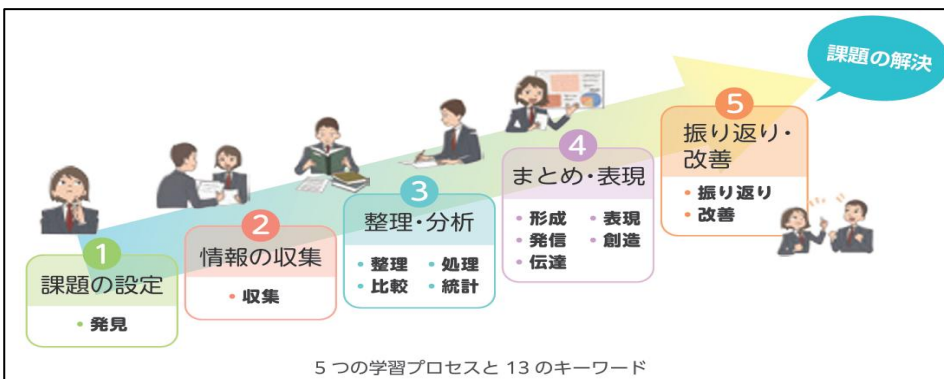 課題の解決
1
課題の設定
・発見
2
情報の収集
・収集
3
整理・分析
・整理 ・処理
・比較 ・統計
4
まとめ・表現
・形成 ・表現
・発信 ・創造
・伝達
5
振り返り・
改善
・振り返り
・改善
5つの学習プロセスと13のキーワード